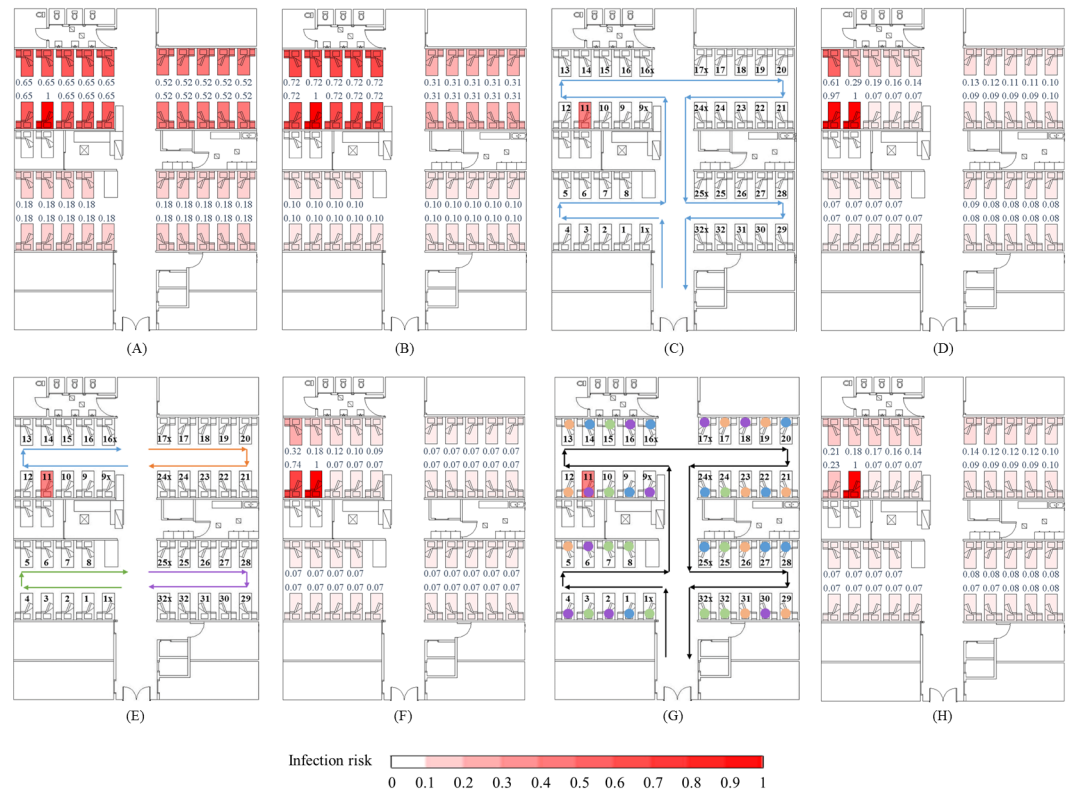 0.65 0.65 0.65 0.65 0.65
0.52 0.52 0.52 0.52 0.52
0.65 1 0.65 0.65 0.65
0.52 0.52 0.52 0.52 0.52
0.18 0.18 0.18 0.18
0.18 0.18 0.18 0.18 0.18
0.18 0.18 0.18 0.18 0.18
0.18 0.18 0.18 0.18 0.18
(A)
0.72 0.72 0.72 0.72 0.72
0.31 0.31 0.31 0.31 0.31
0.72 1 0.72 0.72 0.72
0.31 0.31 0.31 0.31 0.31
0.10 0.10 0.10 0.10
0.10 0.10 0.10 0.10 0.10
0.10 0.10 0.10 0.10 0.10
0.10 0.10 0.10 0.10 0.10
(B)
13 14 15 16 16x
17x 17 18 19 20
12 11 10 9 9x
24x 24 23 22 21
5 6 7 8
25x 25 26 27 28
4 3 2 1 1x
32x 32 31 30 29
(C)
0.61 0.29 0.19 0.16 0.14
0.13 0.12 0.11 0.11 0.10
0.97 1 0.07 0.07 0.07
0.09 0.09 0.09 0.10 0.10
0.07 0.07 0.07 0.07
0.09 0.09 0.08 0.08 0.08
0.07 0.07 0.07 0.07 0.07
0.08 0.08 0.08 0.08 0.08
(D)
13 14 15 16 16x
17x 17 18 19 20
12 11 10 9 9x
24x 24 23 22 21
5 6 7 8
25x 25 26 27 28
4 3 2 1 1x
32x 32 31 30 29
(E)
0.32 0.18 0.12 0.10 0.09
0.07 0.07 0.07 0.07 0.07
0.74 1 0.07 0.07 0.07
0.07 0.07 0.07 0.07 0.07
0.07 0.07 0.07 0.07
0.07 0.07 0.07 0.07 0.07
0.07 0.07 0.07 0.07 0.07
0.07 0.07 0.07 0.07 0.07
(F)
13 14 15 16 16x
17x 17 18 19 20
12 11 10 9 9x
24x 24 23 22 21
5 6 7 8
25x 25 26 27 28
4 3 2 1 1x
32x 32 31 30 29
(G)
0.21 0.18 0.17 0.16 0.14
0.14 0.12 0.12 0.12 0.11
0.23 1 0.07 0.07 0.07
0.09 0.10 0.10 0.10 0.10
0.07 0.07 0.07 0.07
0.08 0.08 0.08 0.08 0.08
0.07 0.07 0.07 0.07 0.07
0.07 0.08 0.08 0.08 0.08
(H)
Infection risk
0 0.1 0.2 0.3 0.4 0.5 0.6 0.7 0.8 0.9 1